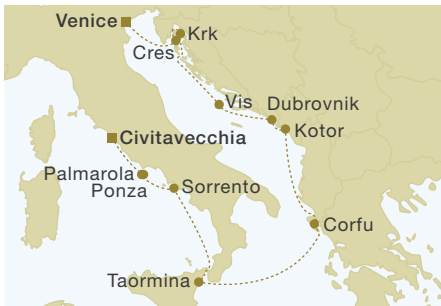 Venice
Krk
Cres
Vis
Dubrovnik
Kotor
Civitavecchia
Palmarola
Ponza
Sorrento
Corfu
Taormina